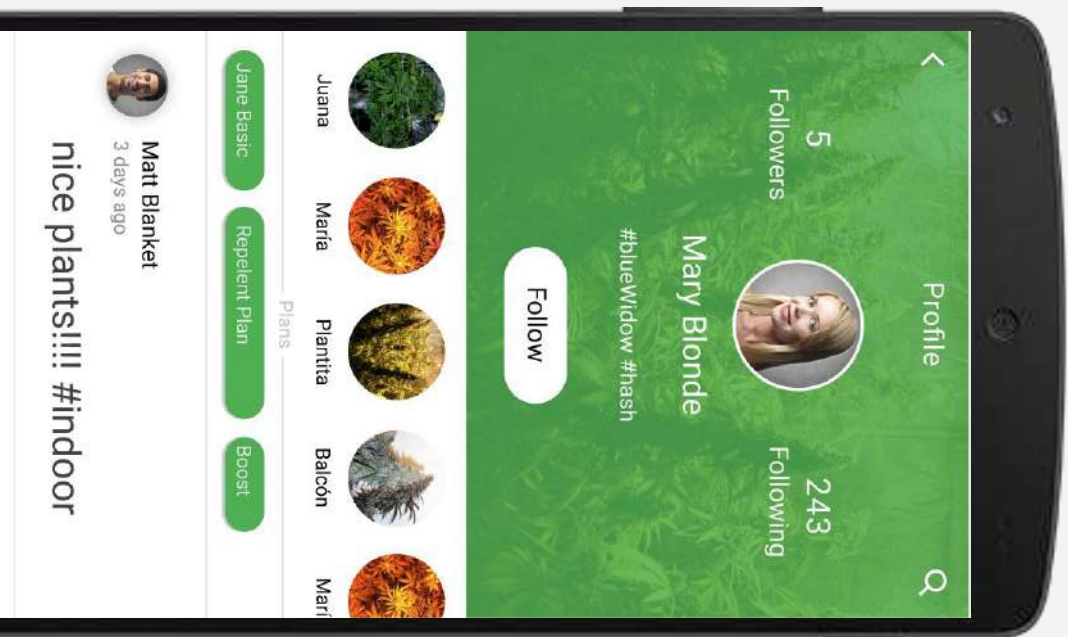 Profile
5
Followers
243
Following
Mary Blonde
#blueWidow #hash
Follow
Juana
María
Plantita
Balcón
Marí
Plans
Jane Basic
Repelent Plan
Boost
Matt Blanket
3 days ago
nice plants!!!! #indoor